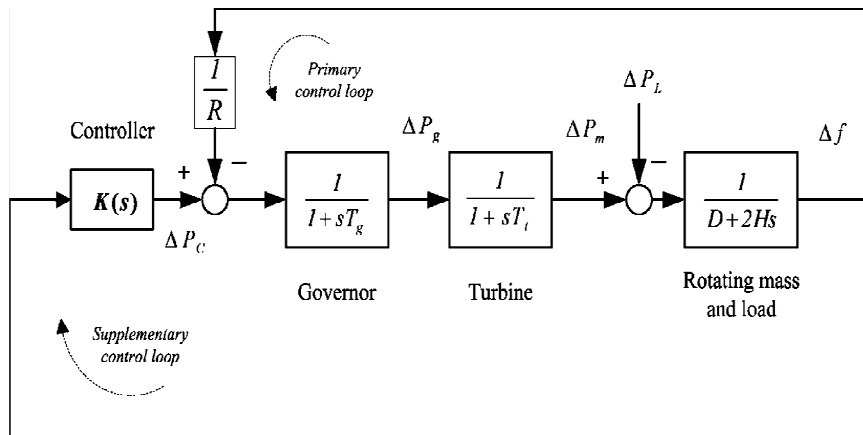 1
R
Primary
control loop
ΔP_L
Controller
ΔP_g
ΔP_m
Δf
+
−
+
−
K(s)
1
1+sT_g
1
1+sT_t
1
D+2Hs
ΔP_C
Governor
Turbine
Rotating mass
and load
Supplementary
control loop